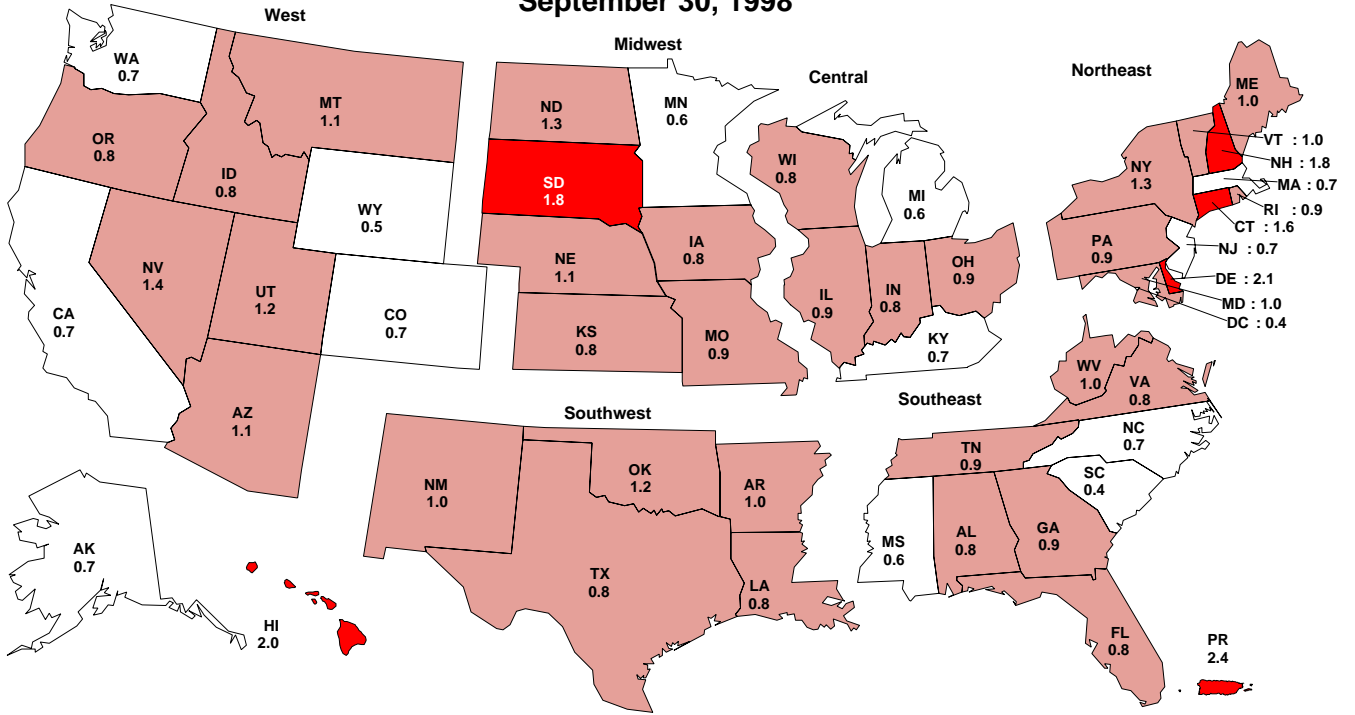 September 30, 1998
West
Midwest
Central
Northeast
WA
0.7
OR
0.8
MT
1.1
ID
0.8
WY
0.5
CA
0.7
NV
1.4
UT
1.2
CO
0.7
AZ
1.1
AK
0.7
HI
2.0
ND
1.3
MN
0.6
SD
1.8
NE
1.1
IA
0.8
KS
0.8
MO
0.9
WI
0.8
MI
0.6
IL
0.9
IN
0.8
OH
0.9
KY
0.7
ME
1.0
VT : 1.0
NH : 1.8
MA : 0.7
RI : 0.9
CT : 1.6
NJ : 0.7
DE : 2.1
MD : 1.0
DC : 0.4
NY
1.3
PA
0.9
Southwest
NM
1.0
OK
1.2
AR
1.0
TX
0.8
LA
0.8
Southeast
WV
1.0
VA
0.8
NC
0.7
TN
0.9
SC
0.4
MS
0.6
AL
0.8
GA
0.9
FL
0.8
PR
2.4